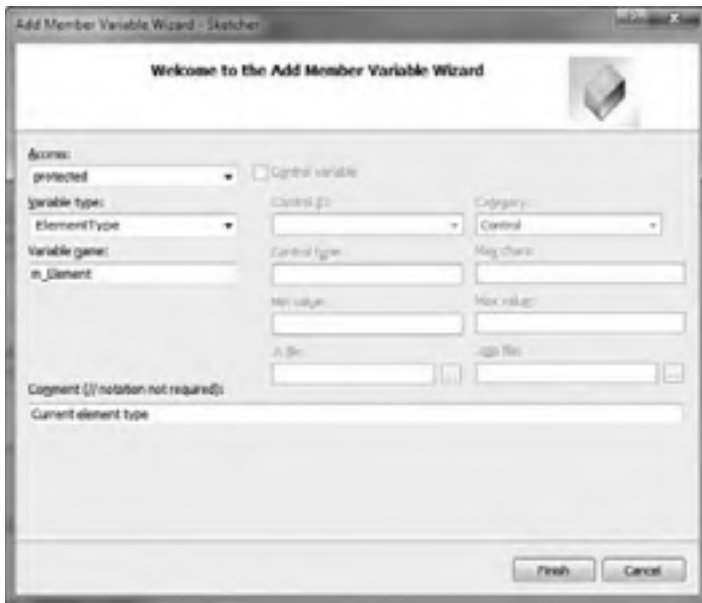 Add Member Variable Wizard - Sketcher
Welcome to the Add Member Variable Wizard
Access:
protected
Control variable
Variable type:
ElementType
Control ID:
Category:
Control
Variable name:
m_Element
Control type:
Max chars:
Min value:
Max value:
.h file:
.cpp file:
... ...
Comment (// notation not required):
Current element type
Finish Cancel